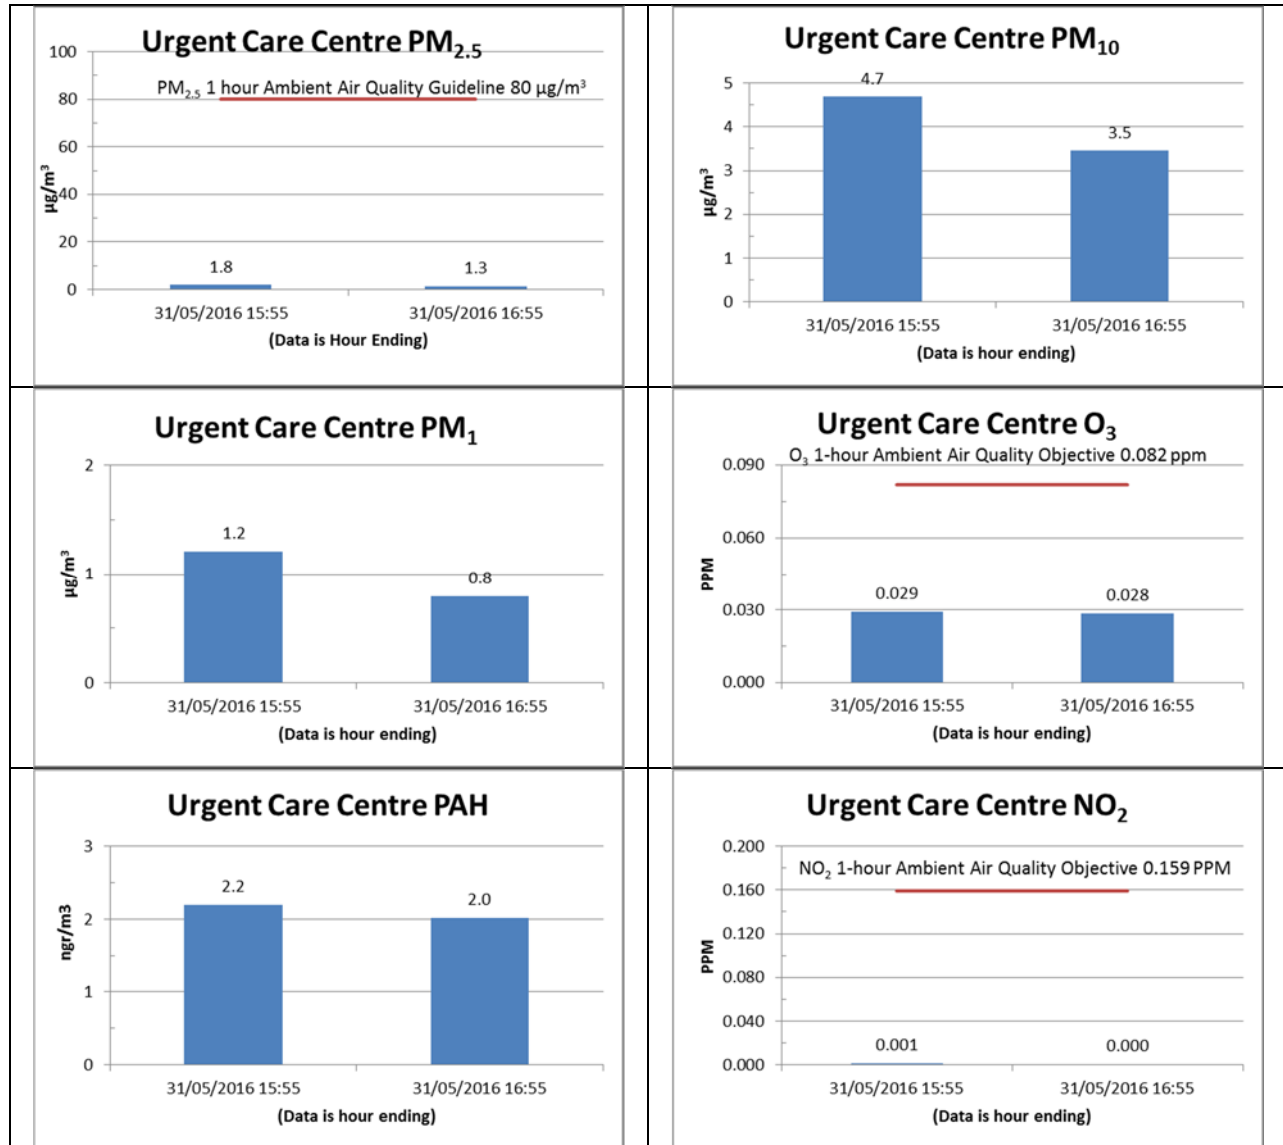 Urgent Care Centre PM₂.₅
PM₂.₅ 1 hour Ambient Air Quality Guideline 80 µg/m³
100
80
60
40
20
0
µg/m³
1.8
1.3
31/05/2016 15:55
31/05/2016 16:55
(Data is Hour Ending)
Urgent Care Centre PM₁₀
5
4
3
2
1
0
µg/m³
4.7
3.5
31/05/2016 15:55
31/05/2016 16:55
(Data is hour ending)
Urgent Care Centre PM₁
2
1
0
µg/m³
1.2
0.8
31/05/2016 15:55
31/05/2016 16:55
(Data is hour ending)
Urgent Care Centre O₃
O₃ 1-hour Ambient Air Quality Objective 0.082 ppm
0.090
0.060
0.030
0.000
PPM
0.029
0.028
31/05/2016 15:55
31/05/2016 16:55
(Data is hour ending)
Urgent Care Centre PAH
3
2
1
0
ngr/m3
2.2
2.0
31/05/2016 15:55
31/05/2016 16:55
(Data is hour ending)
Urgent Care Centre NO₂
NO₂ 1-hour Ambient Air Quality Objective 0.159 PPM
0.200
0.160
0.120
0.080
0.040
0.000
PPM
0.001
0.000
31/05/2016 15:55
31/05/2016 16:55
(Data is hour ending)